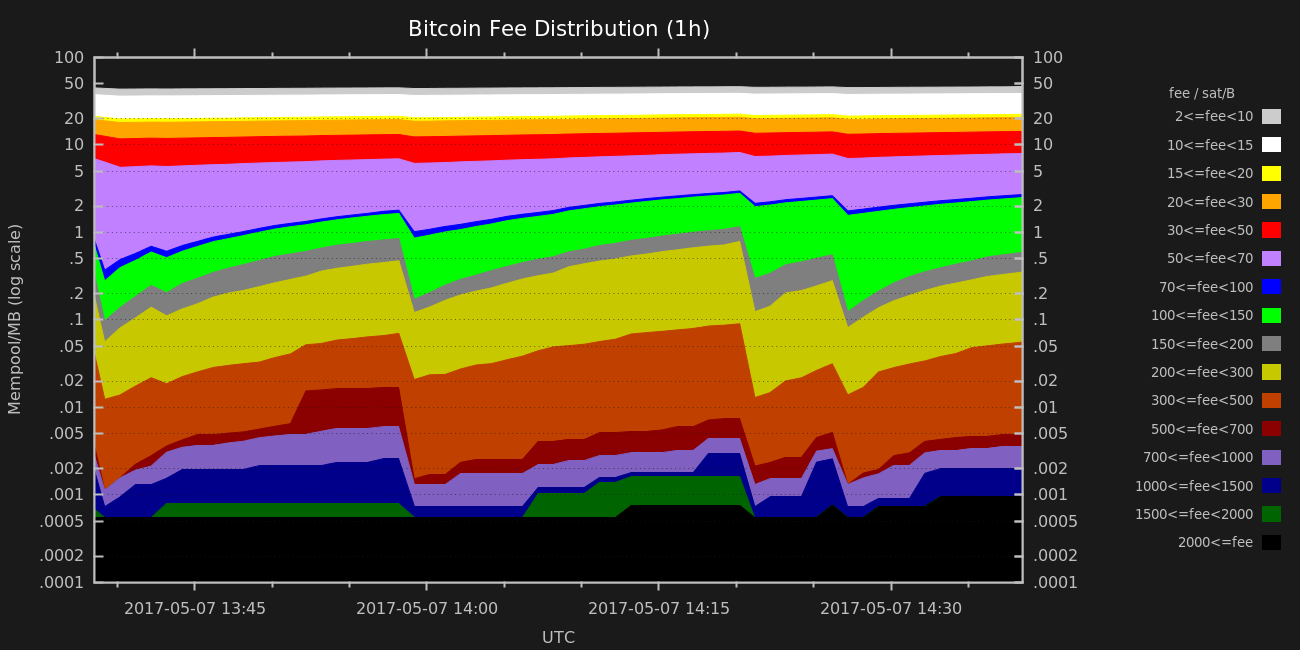 Bitcoin Fee Distribution (1h)
Mempool/MB (log scale)
100
50
20
10
5
2
1
.5
.2
.1
.05
.02
.01
.005
.002
.001
.0005
.0002
.0001
100
50
20
10
5
2
1
.5
.2
.1
.05
.02
.01
.005
.002
.001
.0005
.0002
.0001
2017-05-07 13:45
2017-05-07 14:00
2017-05-07 14:15
2017-05-07 14:30
UTC
fee / sat/B
2<=fee<10
10<=fee<15
15<=fee<20
20<=fee<30
30<=fee<50
50<=fee<70
70<=fee<100
100<=fee<150
150<=fee<200
200<=fee<300
300<=fee<500
500<=fee<700
700<=fee<1000
1000<=fee<1500
1500<=fee<2000
2000<=fee